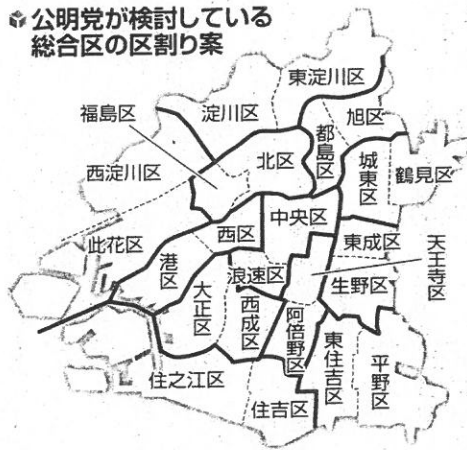 公明党が検討している
総合区の区割り案
東淀川区
淀川区
旭区
福島区
都島区
北区
城東区
鶴見区
西淀川区
中央区
西区
此花区
東成区
天王寺区
港区
浪速区
生野区
大正区
西成区
阿倍野区
東住吉区
平野区
住之江区
住吉区